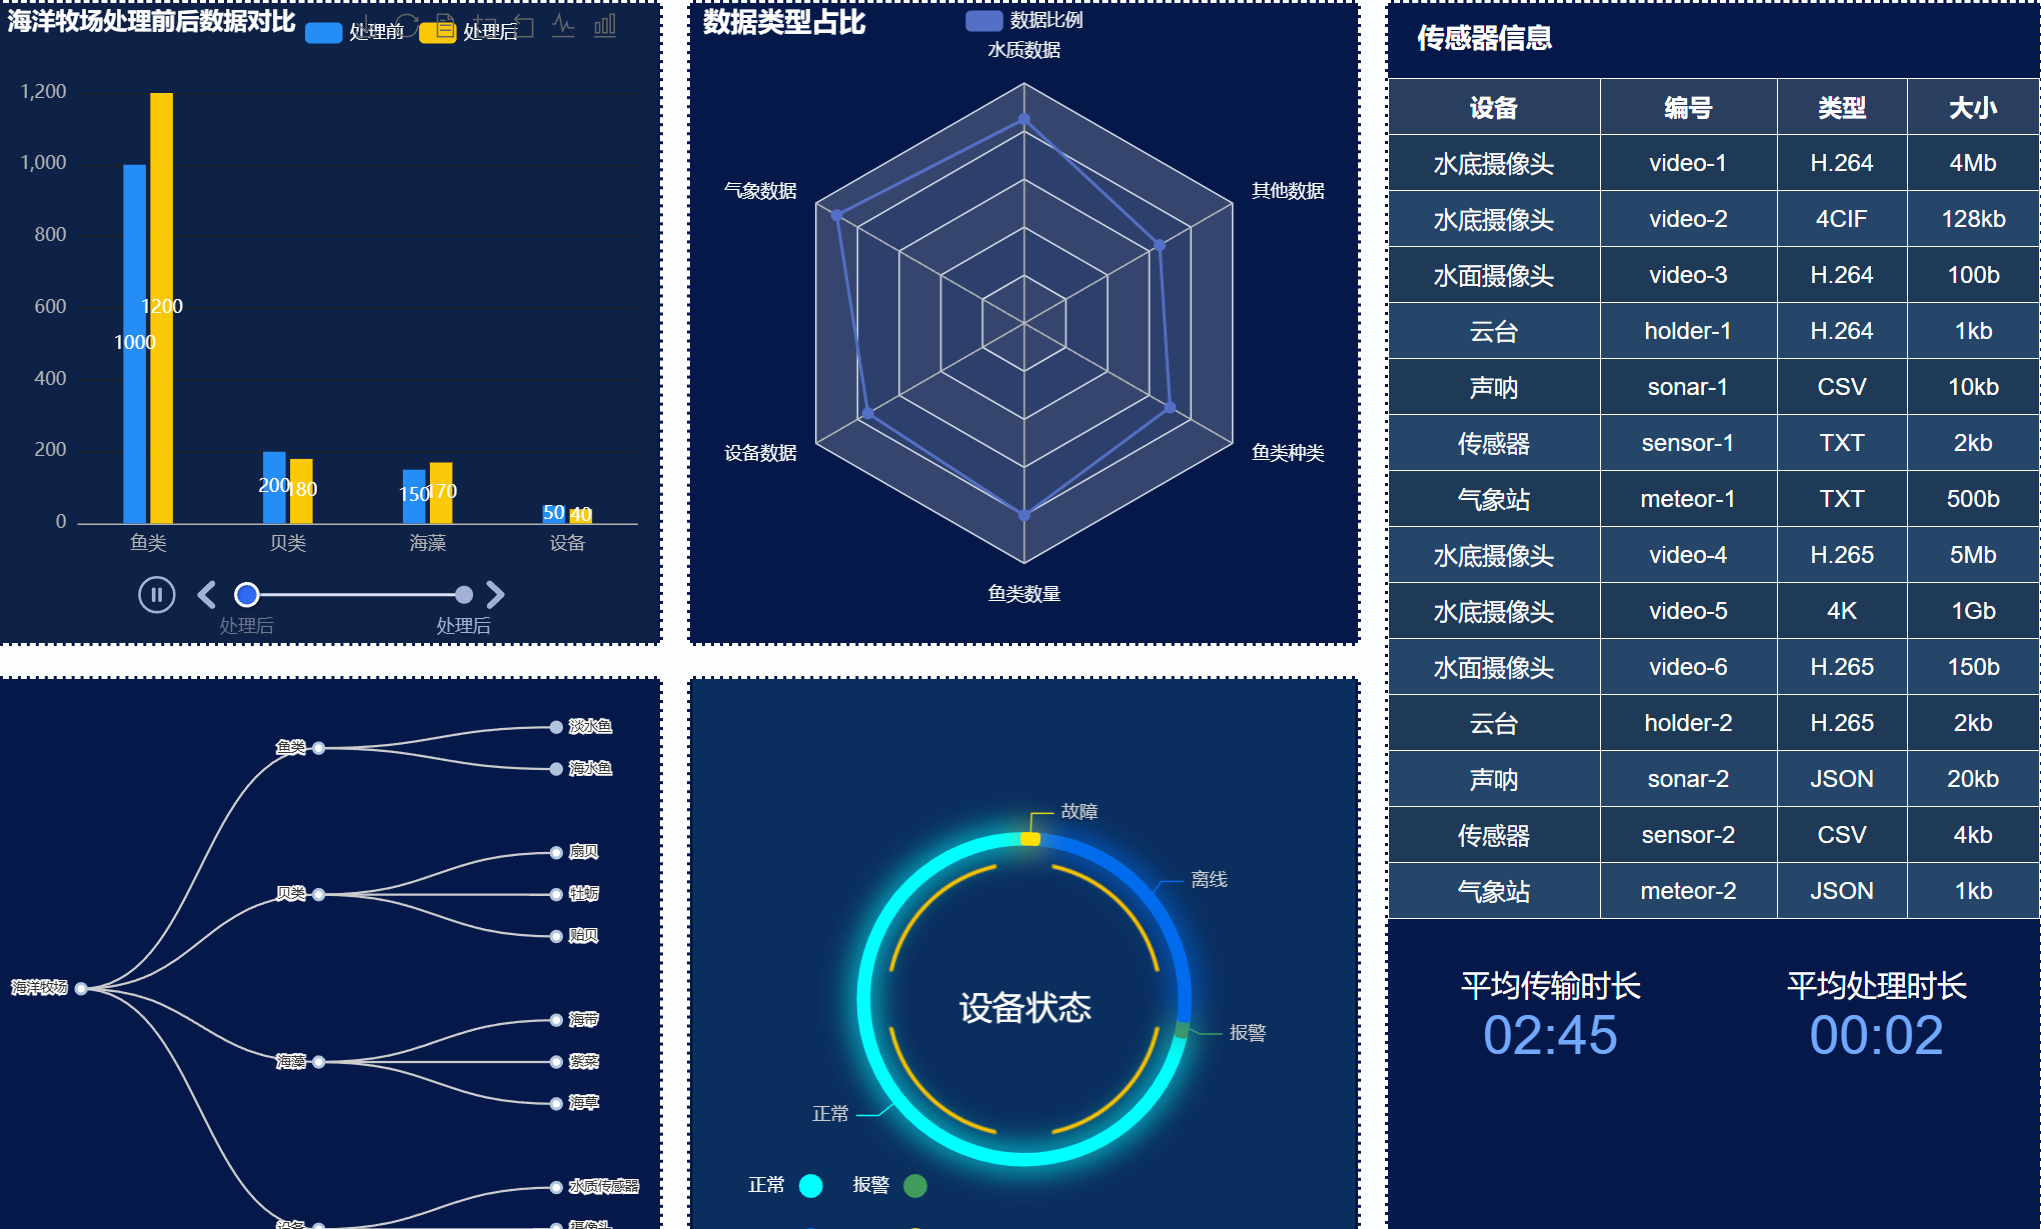 海洋牧场处理前后数据对比
处理前
处理后
1,200
1,000
800
600
400
200
0
1000
1200
200
180
150
170
50
40
鱼类
贝类
海藻
设备
处理后
处理后
数据类型占比
数据比例
水质数据
气象数据
其他数据
设备数据
鱼类种类
鱼类数量
传感器信息
设备 编号 类型 大小
水底摄像头 video-1 H.264 4Mb
水底摄像头 video-2 4CIF 128kb
水面摄像头 video-3 H.264 100b
云台 holder-1 H.264 1kb
声呐 sonar-1 CSV 10kb
传感器 sensor-1 TXT 2kb
气象站 meteor-1 TXT 500b
水底摄像头 video-4 H.265 5Mb
水底摄像头 video-5 4K 1Gb
水面摄像头 video-6 H.265 150b
云台 holder-2 H.265 2kb
声呐 sonar-2 JSON 20kb
传感器 sensor-2 CSV 4kb
气象站 meteor-2 JSON 1kb
平均传输时长 平均处理时长
02:45 00:02
海洋牧场
鱼类
淡水鱼
海水鱼
贝类
扇贝
牡蛎
贻贝
海藻
海带
紫菜
海草
设备
水质传感器
摄像头
故障
离线
设备状态
报警
正常
正常 报警